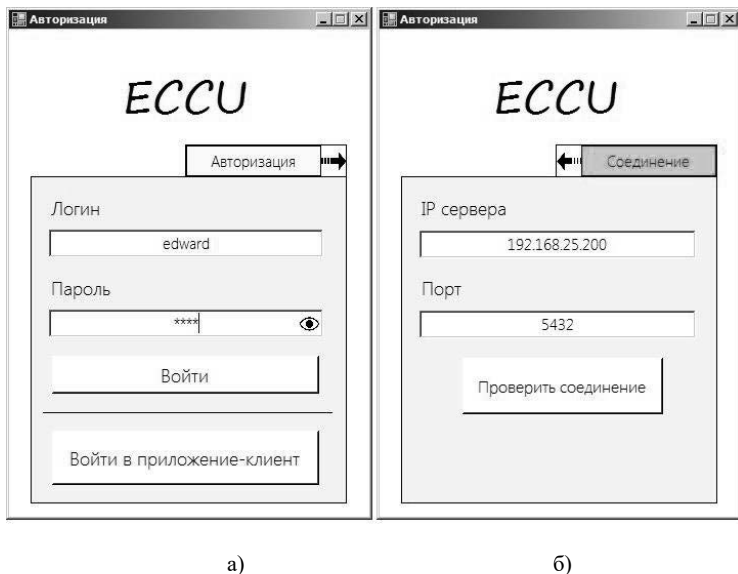 Авторизация
ECCU
Авторизация
Логин
edward
Пароль
****
Войти
Войти в приложение-клиент
а)
Авторизация
ECCU
Соединение
IP сервера
192.168.25.200
Порт
5432
Проверить соединение
б)